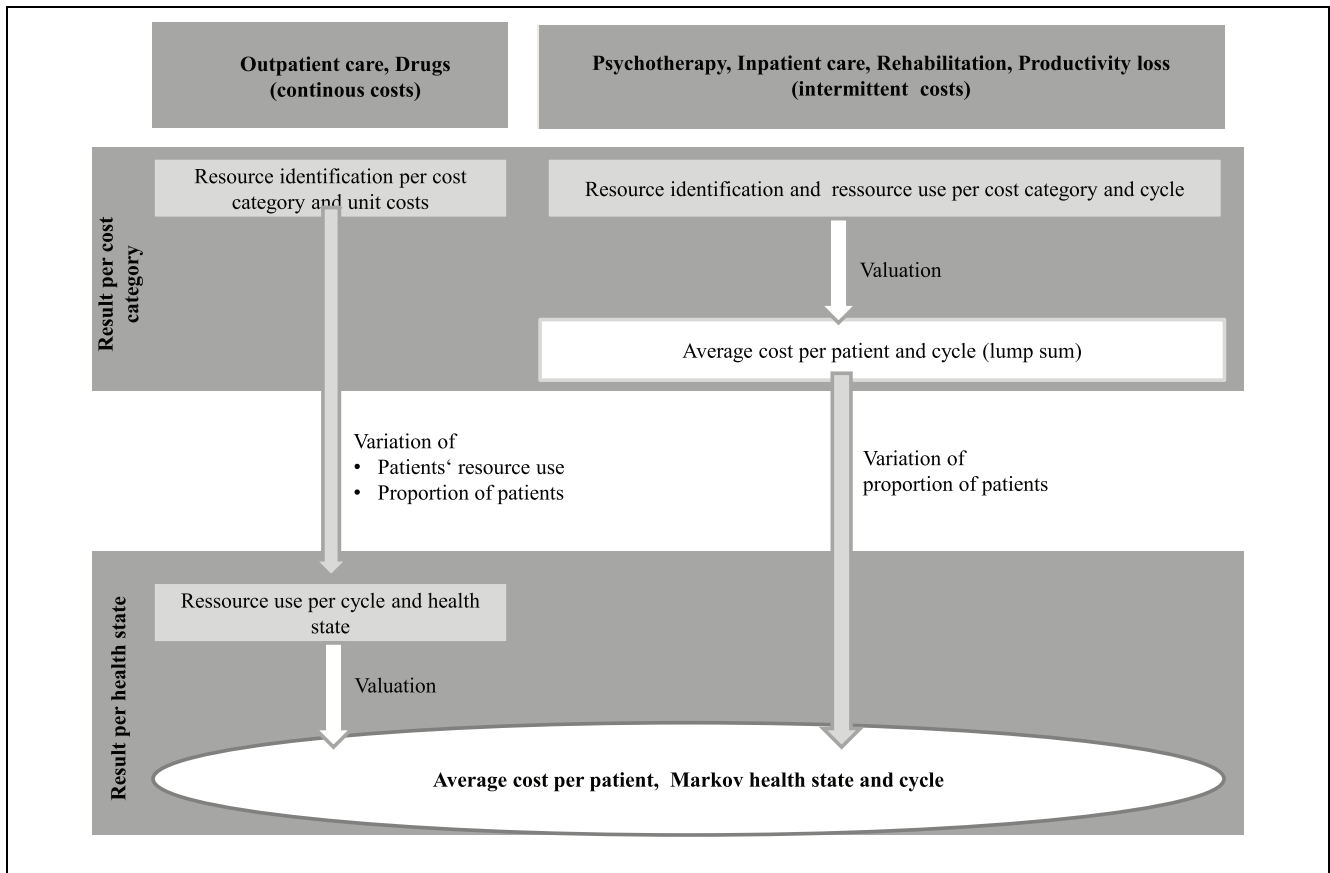 Outpatient care, Drugs
(continous costs)
Psychotherapy, Inpatient care, Rehabilitation, Productivity loss
(intermittent  costs)
Result per cost
category
Resource identification per cost
category and unit costs
Resource identification and  ressource use per cost category and cycle
Valuation
Average cost per patient and cycle (lump sum)
Variation of
• Patients‘ resource use
• Proportion of patients
Variation of
proportion of patients
Result per health state
Ressource use per cycle and health
state
Valuation
Average cost per patient,  Markov health state and cycle